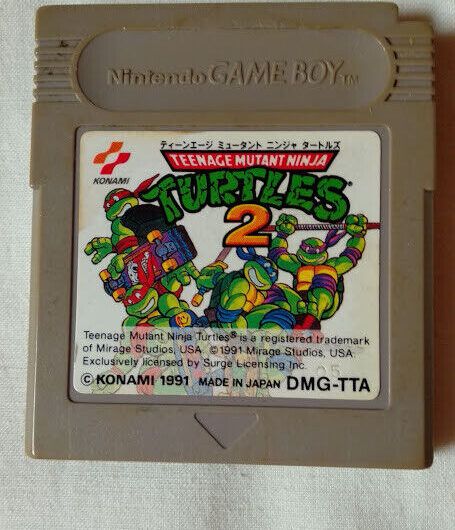 Nintendo GAME BOY TM
ティーンエージ ミュータント ニンジャ タートルズ
KONAMI
TEENAGE MUTANT NINJA
TURTLES
2
Teenage Mutant Ninja Turtles® is a registered trademark
of Mirage Studios, USA. ©1991 Mirage Studios, USA.
Exclusively licensed by Surge Licensing Inc.
05
© KONAMI 1991 MADE IN JAPAN DMG-TTA